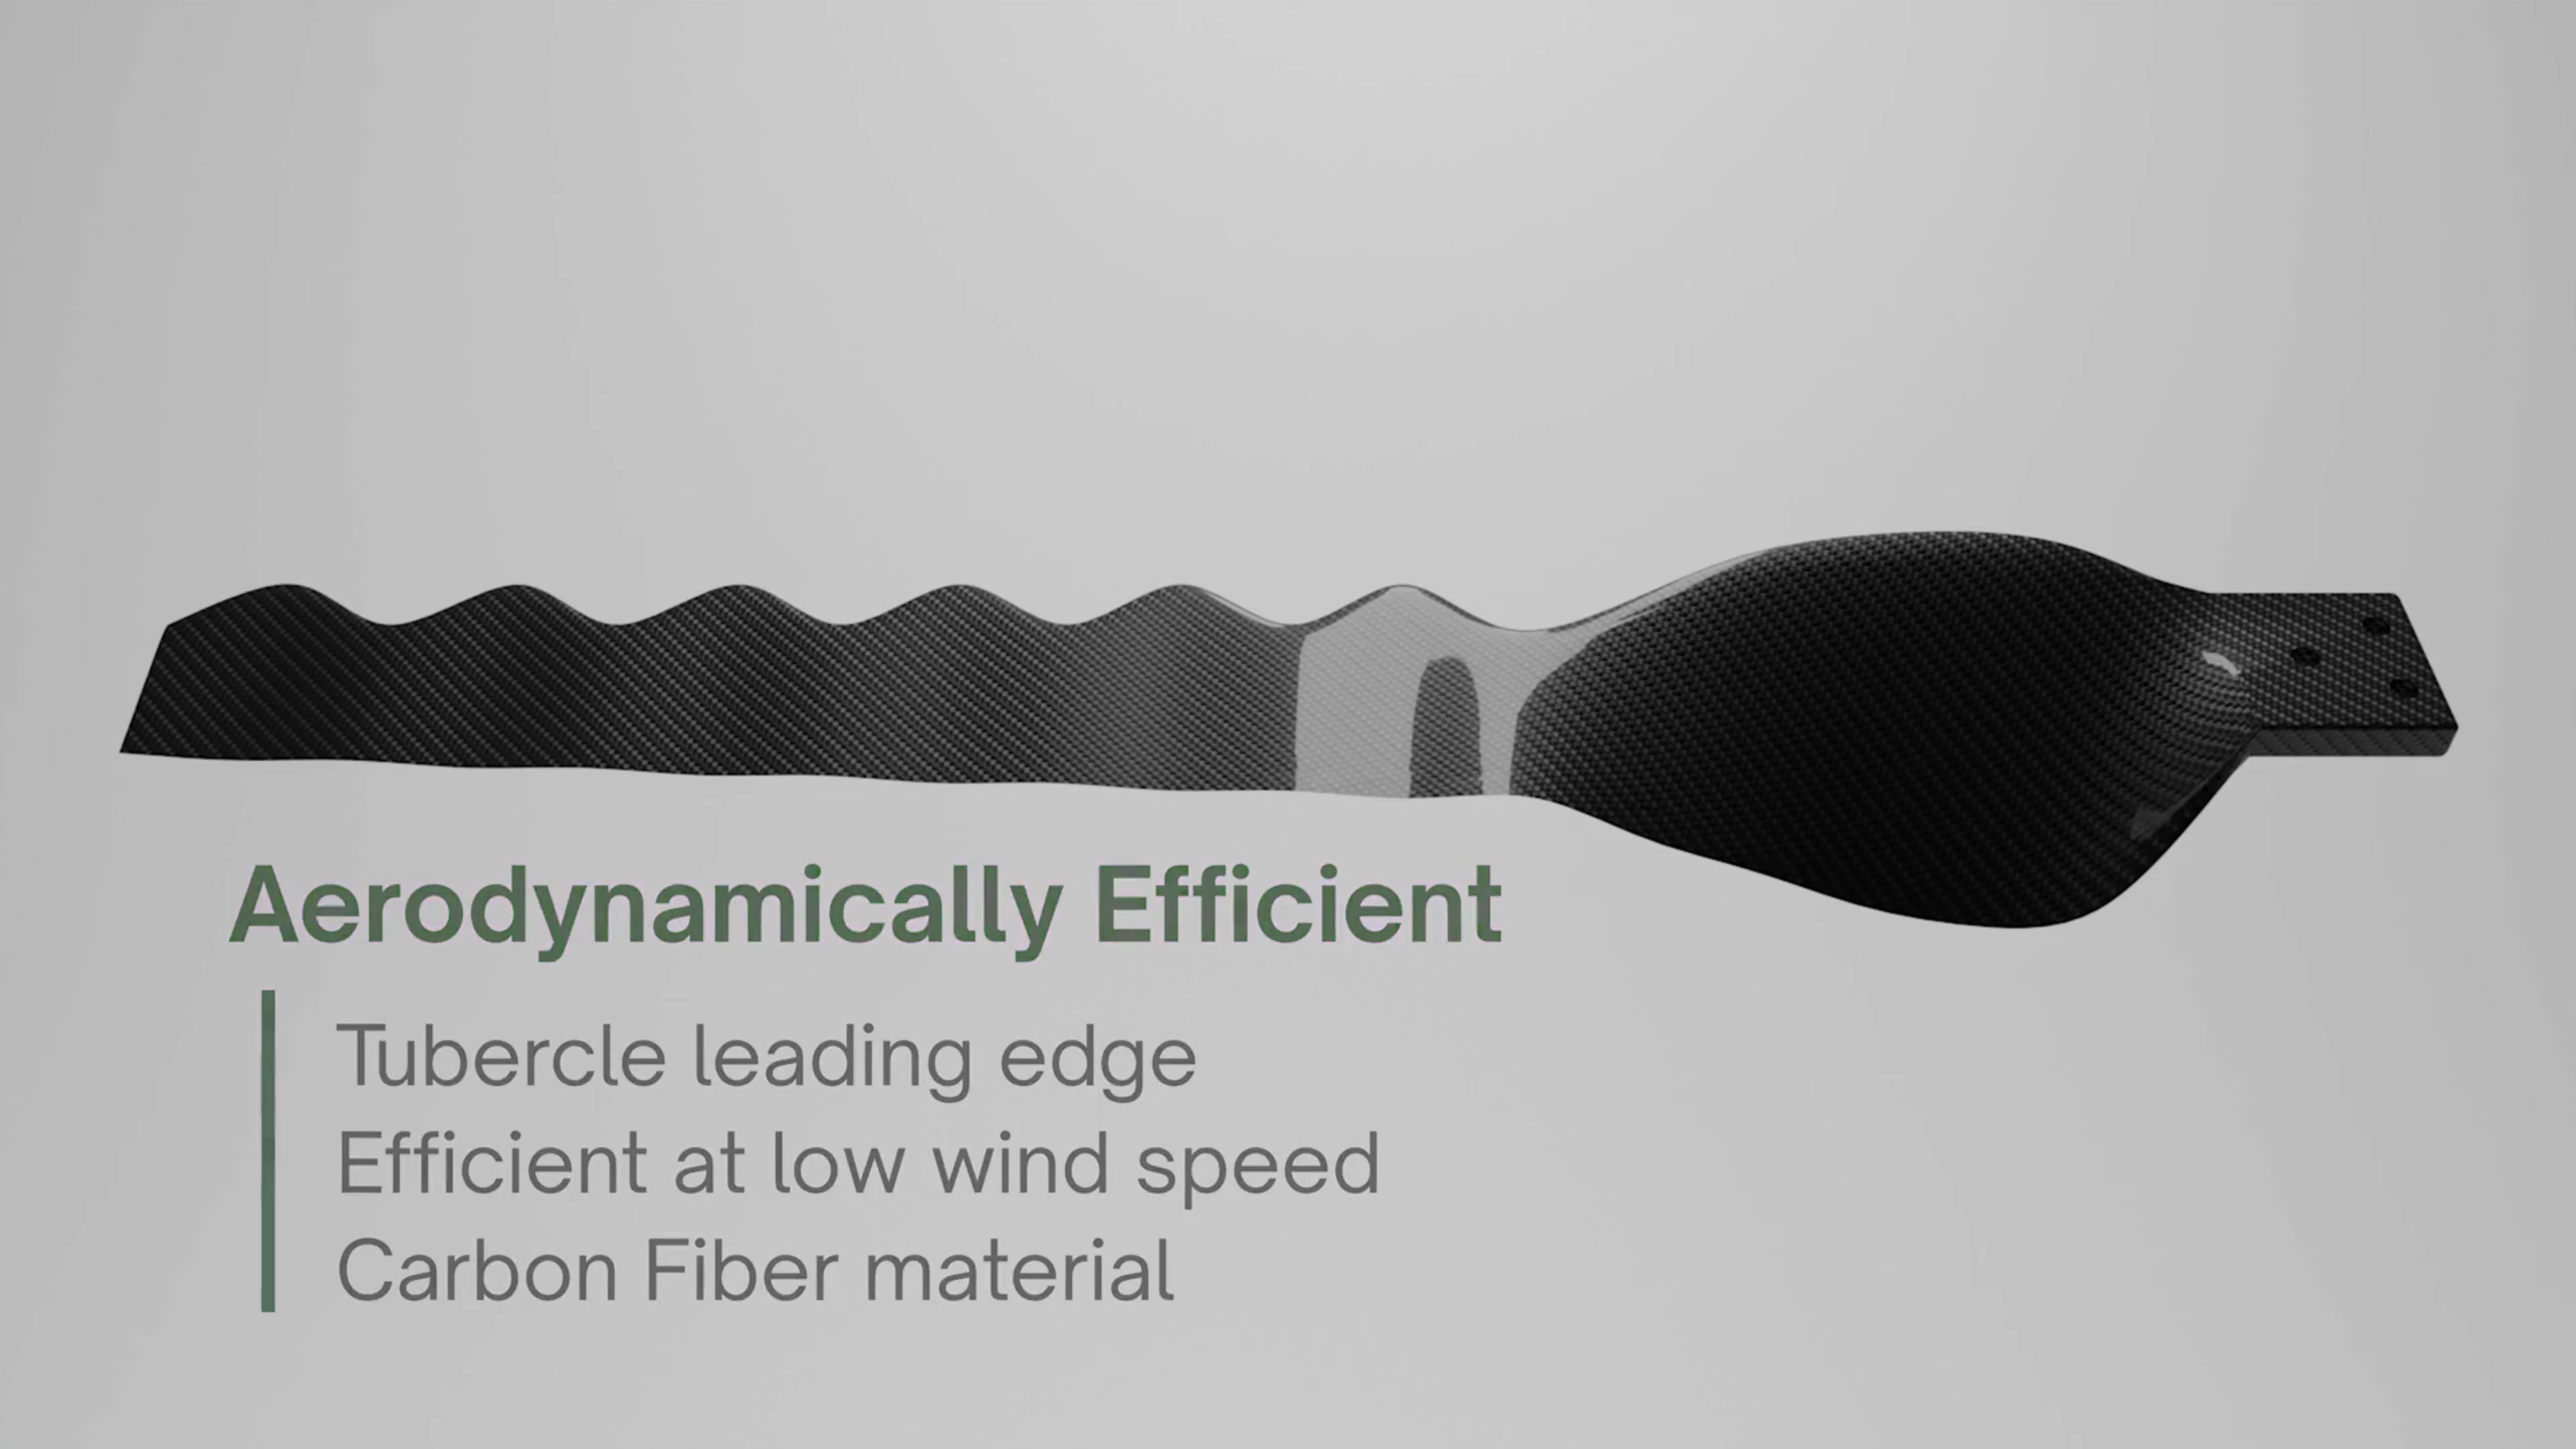 Aerodynamically Efficient
Tubercle leading edge
Efficient at low wind speed
Carbon Fiber material